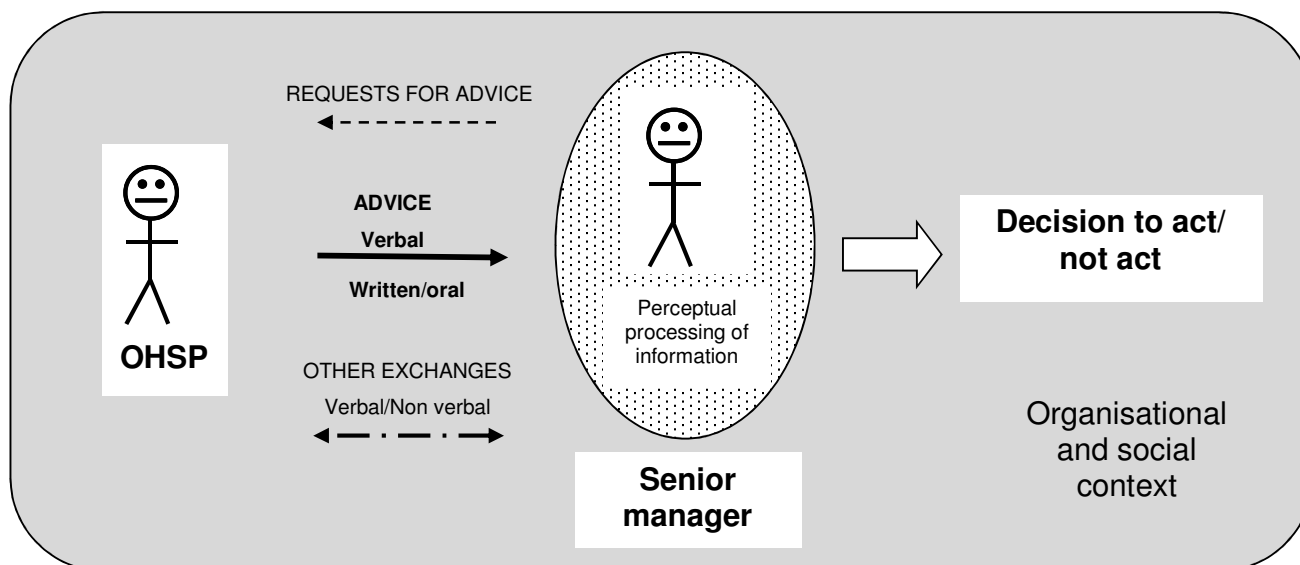 REQUESTS FOR ADVICE
ADVICE
Verbal
Written/oral
OHSP
OTHER EXCHANGES
Verbal/Non verbal
Perceptual
processing of
information
Senior
manager
Decision to act/
not act
Organisational
and social
context